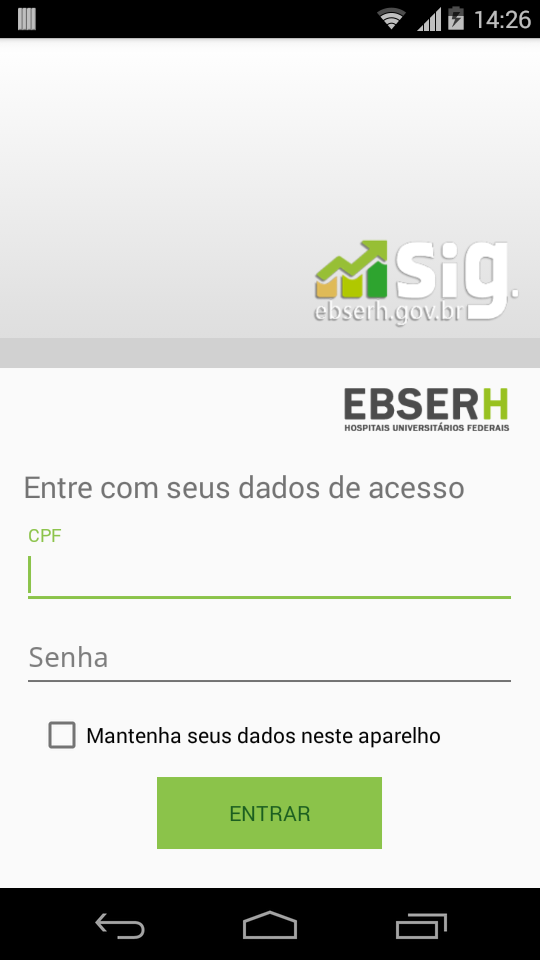 14:26
Sig.
ebserh.gov.br
EBSERH
HOSPITAIS UNIVERSITÁRIOS FEDERAIS
Entre com seus dados de acesso
CPF
Senha
Mantenha seus dados neste aparelho
ENTRAR